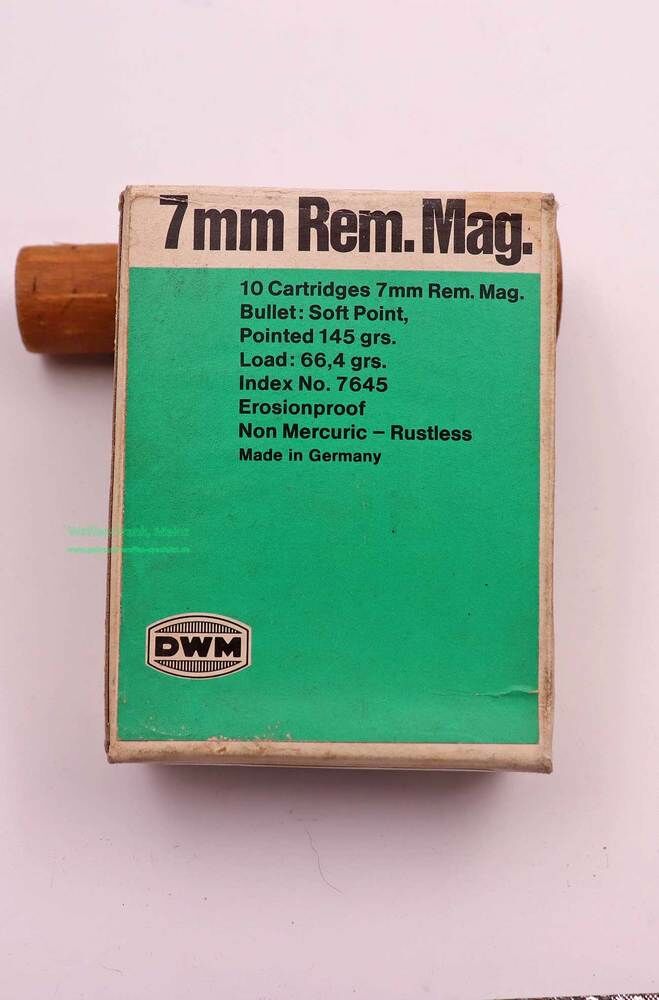 7mm Rem. Mag.
10 Cartridges 7mm Rem. Mag.
Bullet: Soft Point,
Pointed 145 grs.
Load: 66,4 grs.
Index No. 7645
Erosionproof
Non Mercuric – Rustless
Made in Germany
DWM